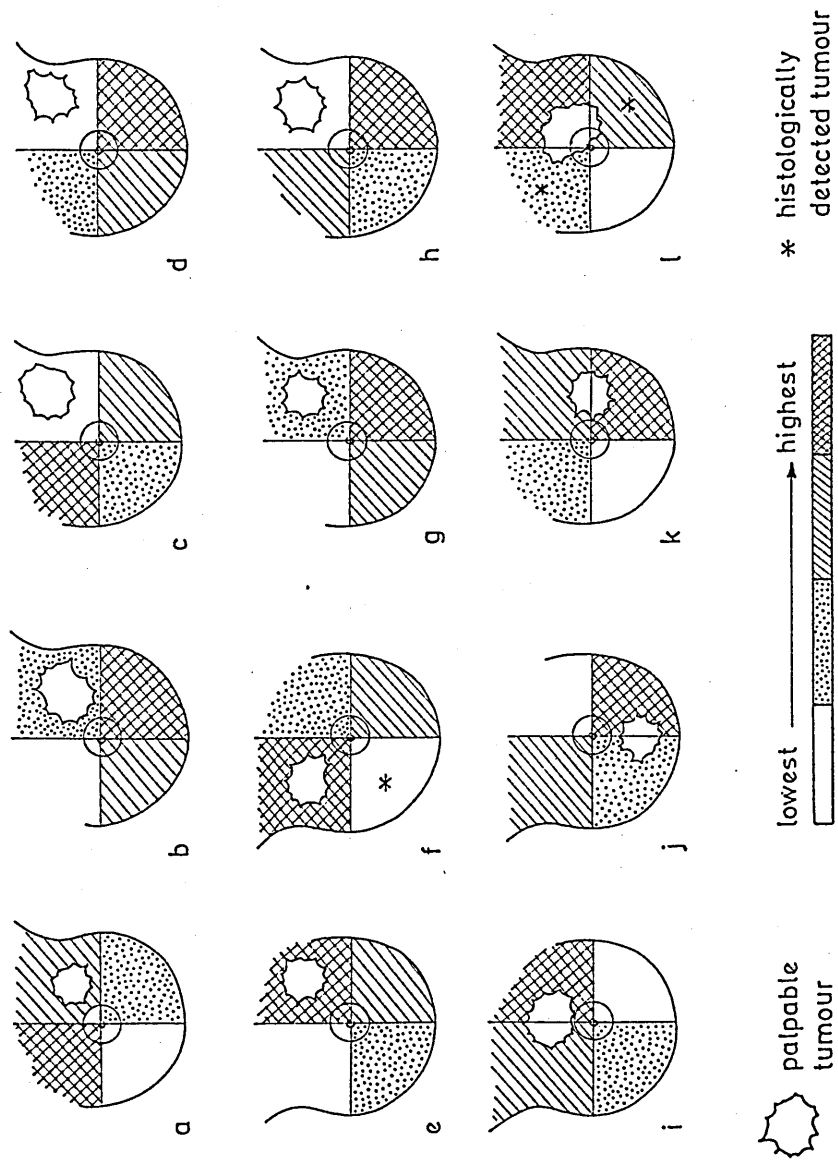 a
b
c
d
e
f
g
h
i
j
k
l
lowest
highest
palpable
tumour
* histologically
detected tumour